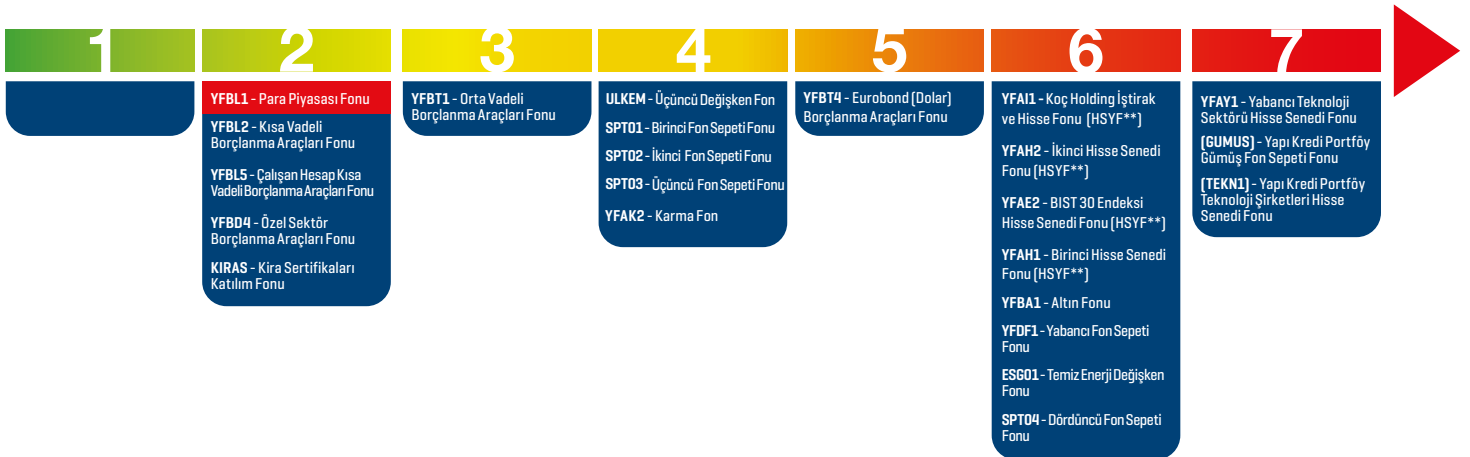 1
2
3
4
5
6
7
YFBL1 - Para Piyasası Fonu
YFBL2 - Kısa Vadeli
Borçlanma Araçları Fonu
YFBL5 - Çalışan Hesap Kısa
Vadeli Borçlanma Araçları Fonu
YFBD4 - Özel Sektör
Borçlanma Araçları Fonu
KIRAS - Kira Sertifikaları
Katılım Fonu
YFBT1 - Orta Vadeli
Borçlanma Araçları Fonu
ULKEM - Üçüncü Değişken Fon
SPT01 - Birinci Fon Sepeti Fonu
SPT02 - İkinci Fon Sepeti Fonu
SPT03 - Üçüncü Fon Sepeti Fonu
YFAK2 - Karma Fon
YFBT4 - Eurobond (Dolar)
Borçlanma Araçları Fonu
YFAI1 - Koç Holding İştirak
ve Hisse Fonu (HSYF**)
YFAH2 - İkinci Hisse Senedi
Fonu (HSYF**)
YFAE2 - BIST 30 Endeksi
Hisse Senedi Fonu (HSYF**)
YFAH1 - Birinci Hisse Senedi
Fonu (HSYF**)
YFBA1 - Altın Fonu
YFDF1 - Yabancı Fon Sepeti
Fonu
ESG01 - Temiz Enerji Değişken
Fonu
SPT04 - Dördüncü Fon Sepeti
Fonu
YFAY1 - Yabancı Teknoloji
Sektörü Hisse Senedi Fonu
(GUMUS) - Yapı Kredi Portföy
Gümüş Fon Sepeti Fonu
(TEKN1) - Yapı Kredi Portföy
Teknoloji Şirketleri Hisse
Senedi Fonu